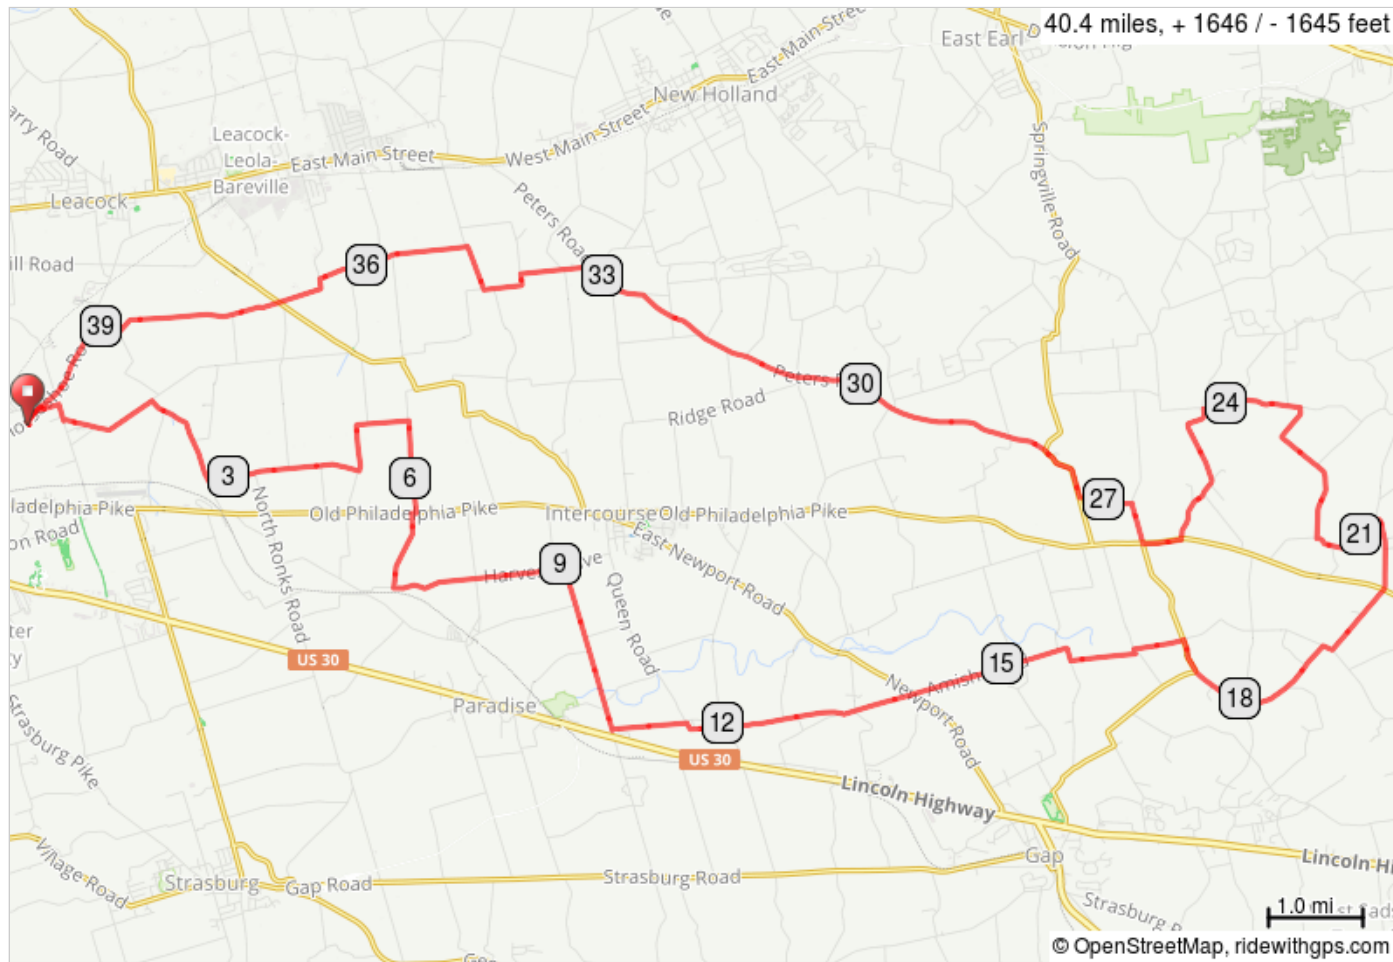 40.4 miles, + 1646 / - 1645 feet
East Earl
East Main Street
New Holland
West Main Street
Leacock-
Leola-
Bareville
East Main Street
Leacock
Springville Road
Peters Road
ill Road
36
33
39
30
Ridge Road
24
3
6
27
North Ronks Road
Old Philadelphia Pike
Intercourse
Old Philadelphia Pike
21
East Newport Road
9
Queen Road
US 30
15
Newport Road
18
Paradise
12
US 30
Strasburg Pike
Lincoln Highway
Gap
Village Road
Strasburg
Gap Road
Strasburg Road
1.0 mi
© OpenStreetMap, ridewithgps.com